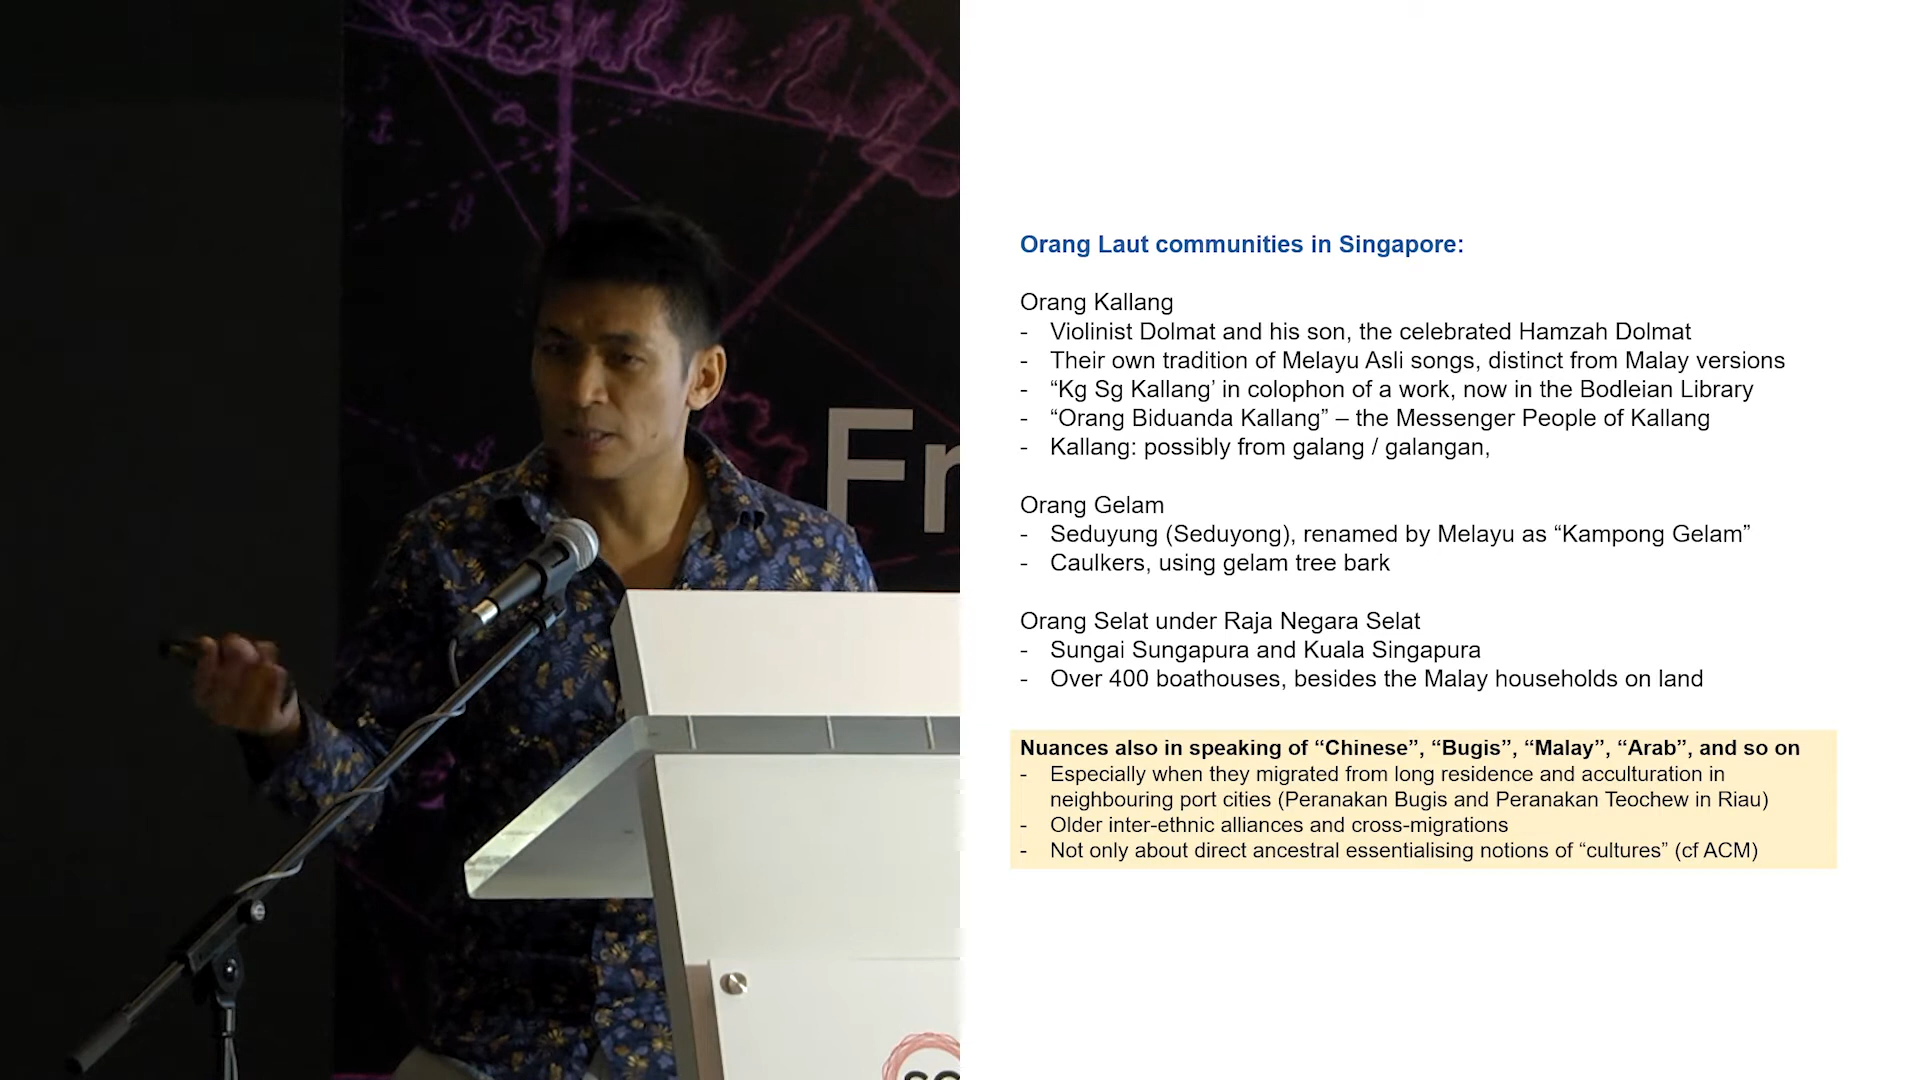 Fr
Orang Laut communities in Singapore:
Orang Kallang
- Violinist Dolmat and his son, the celebrated Hamzah Dolmat
- Their own tradition of Melayu Asli songs, distinct from Malay versions
- “Kg Sg Kallang’ in colophon of a work, now in the Bodleian Library
- “Orang Biduanda Kallang” – the Messenger People of Kallang
- Kallang: possibly from galang / galangan,
Orang Gelam
- Seduyung (Seduyong), renamed by Melayu as “Kampong Gelam”
- Caulkers, using gelam tree bark
Orang Selat under Raja Negara Selat
- Sungai Sungapura and Kuala Singapura
- Over 400 boathouses, besides the Malay households on land
Nuances also in speaking of “Chinese”, “Bugis”, “Malay”, “Arab”, and so on
- Especially when they migrated from long residence and acculturation in
neighbouring port cities (Peranakan Bugis and Peranakan Teochew in Riau)
- Older inter-ethnic alliances and cross-migrations
- Not only about direct ancestral essentialising notions of “cultures” (cf ACM)